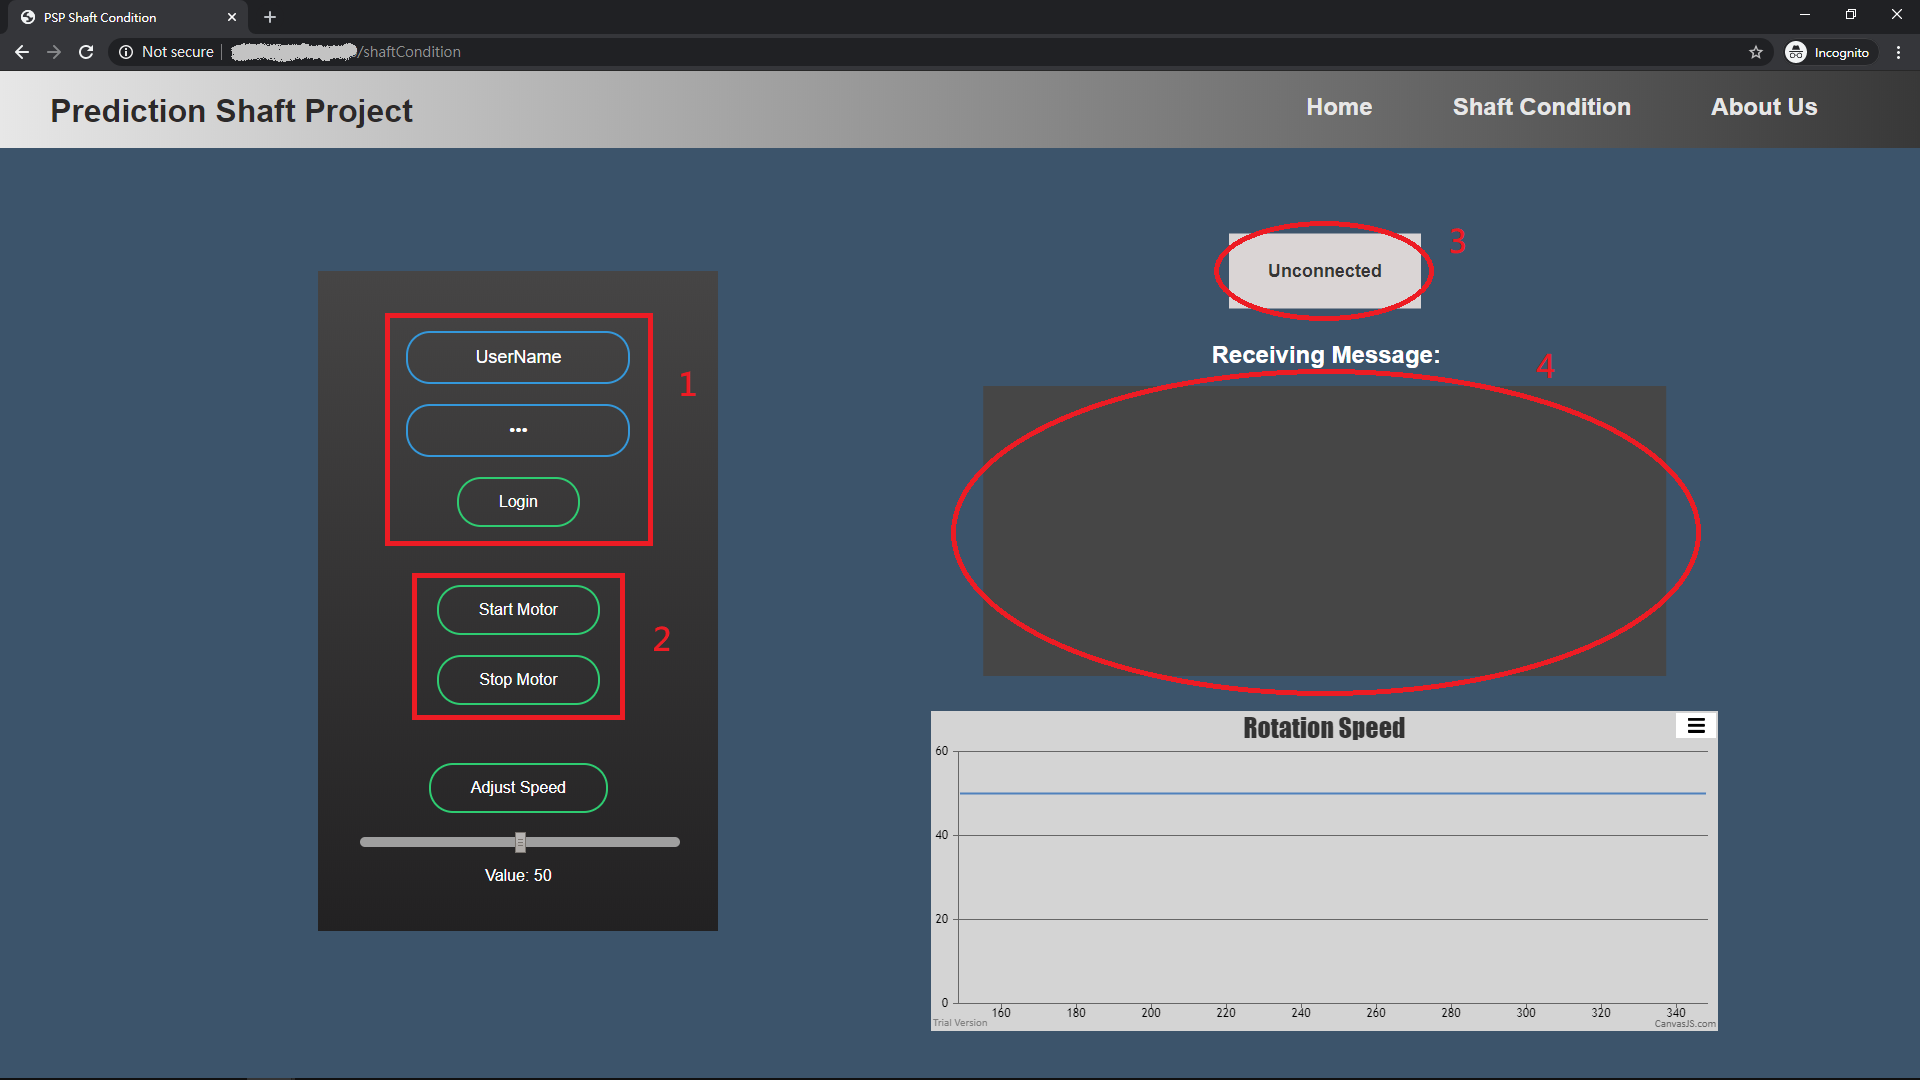 PSP Shaft Condition
Not secure
/shaftCondition
Incognito
Prediction Shaft Project
Home
Shaft Condition
About Us
UserName
•••
Login
1
Start Motor
Stop Motor
2
Adjust Speed
Value: 50
Unconnected
3
Receiving Message:
4
Rotation Speed
60
40
20
0
160 180 200 220 240 260 280 300 320 340
Trial Version
CanvasJS.com